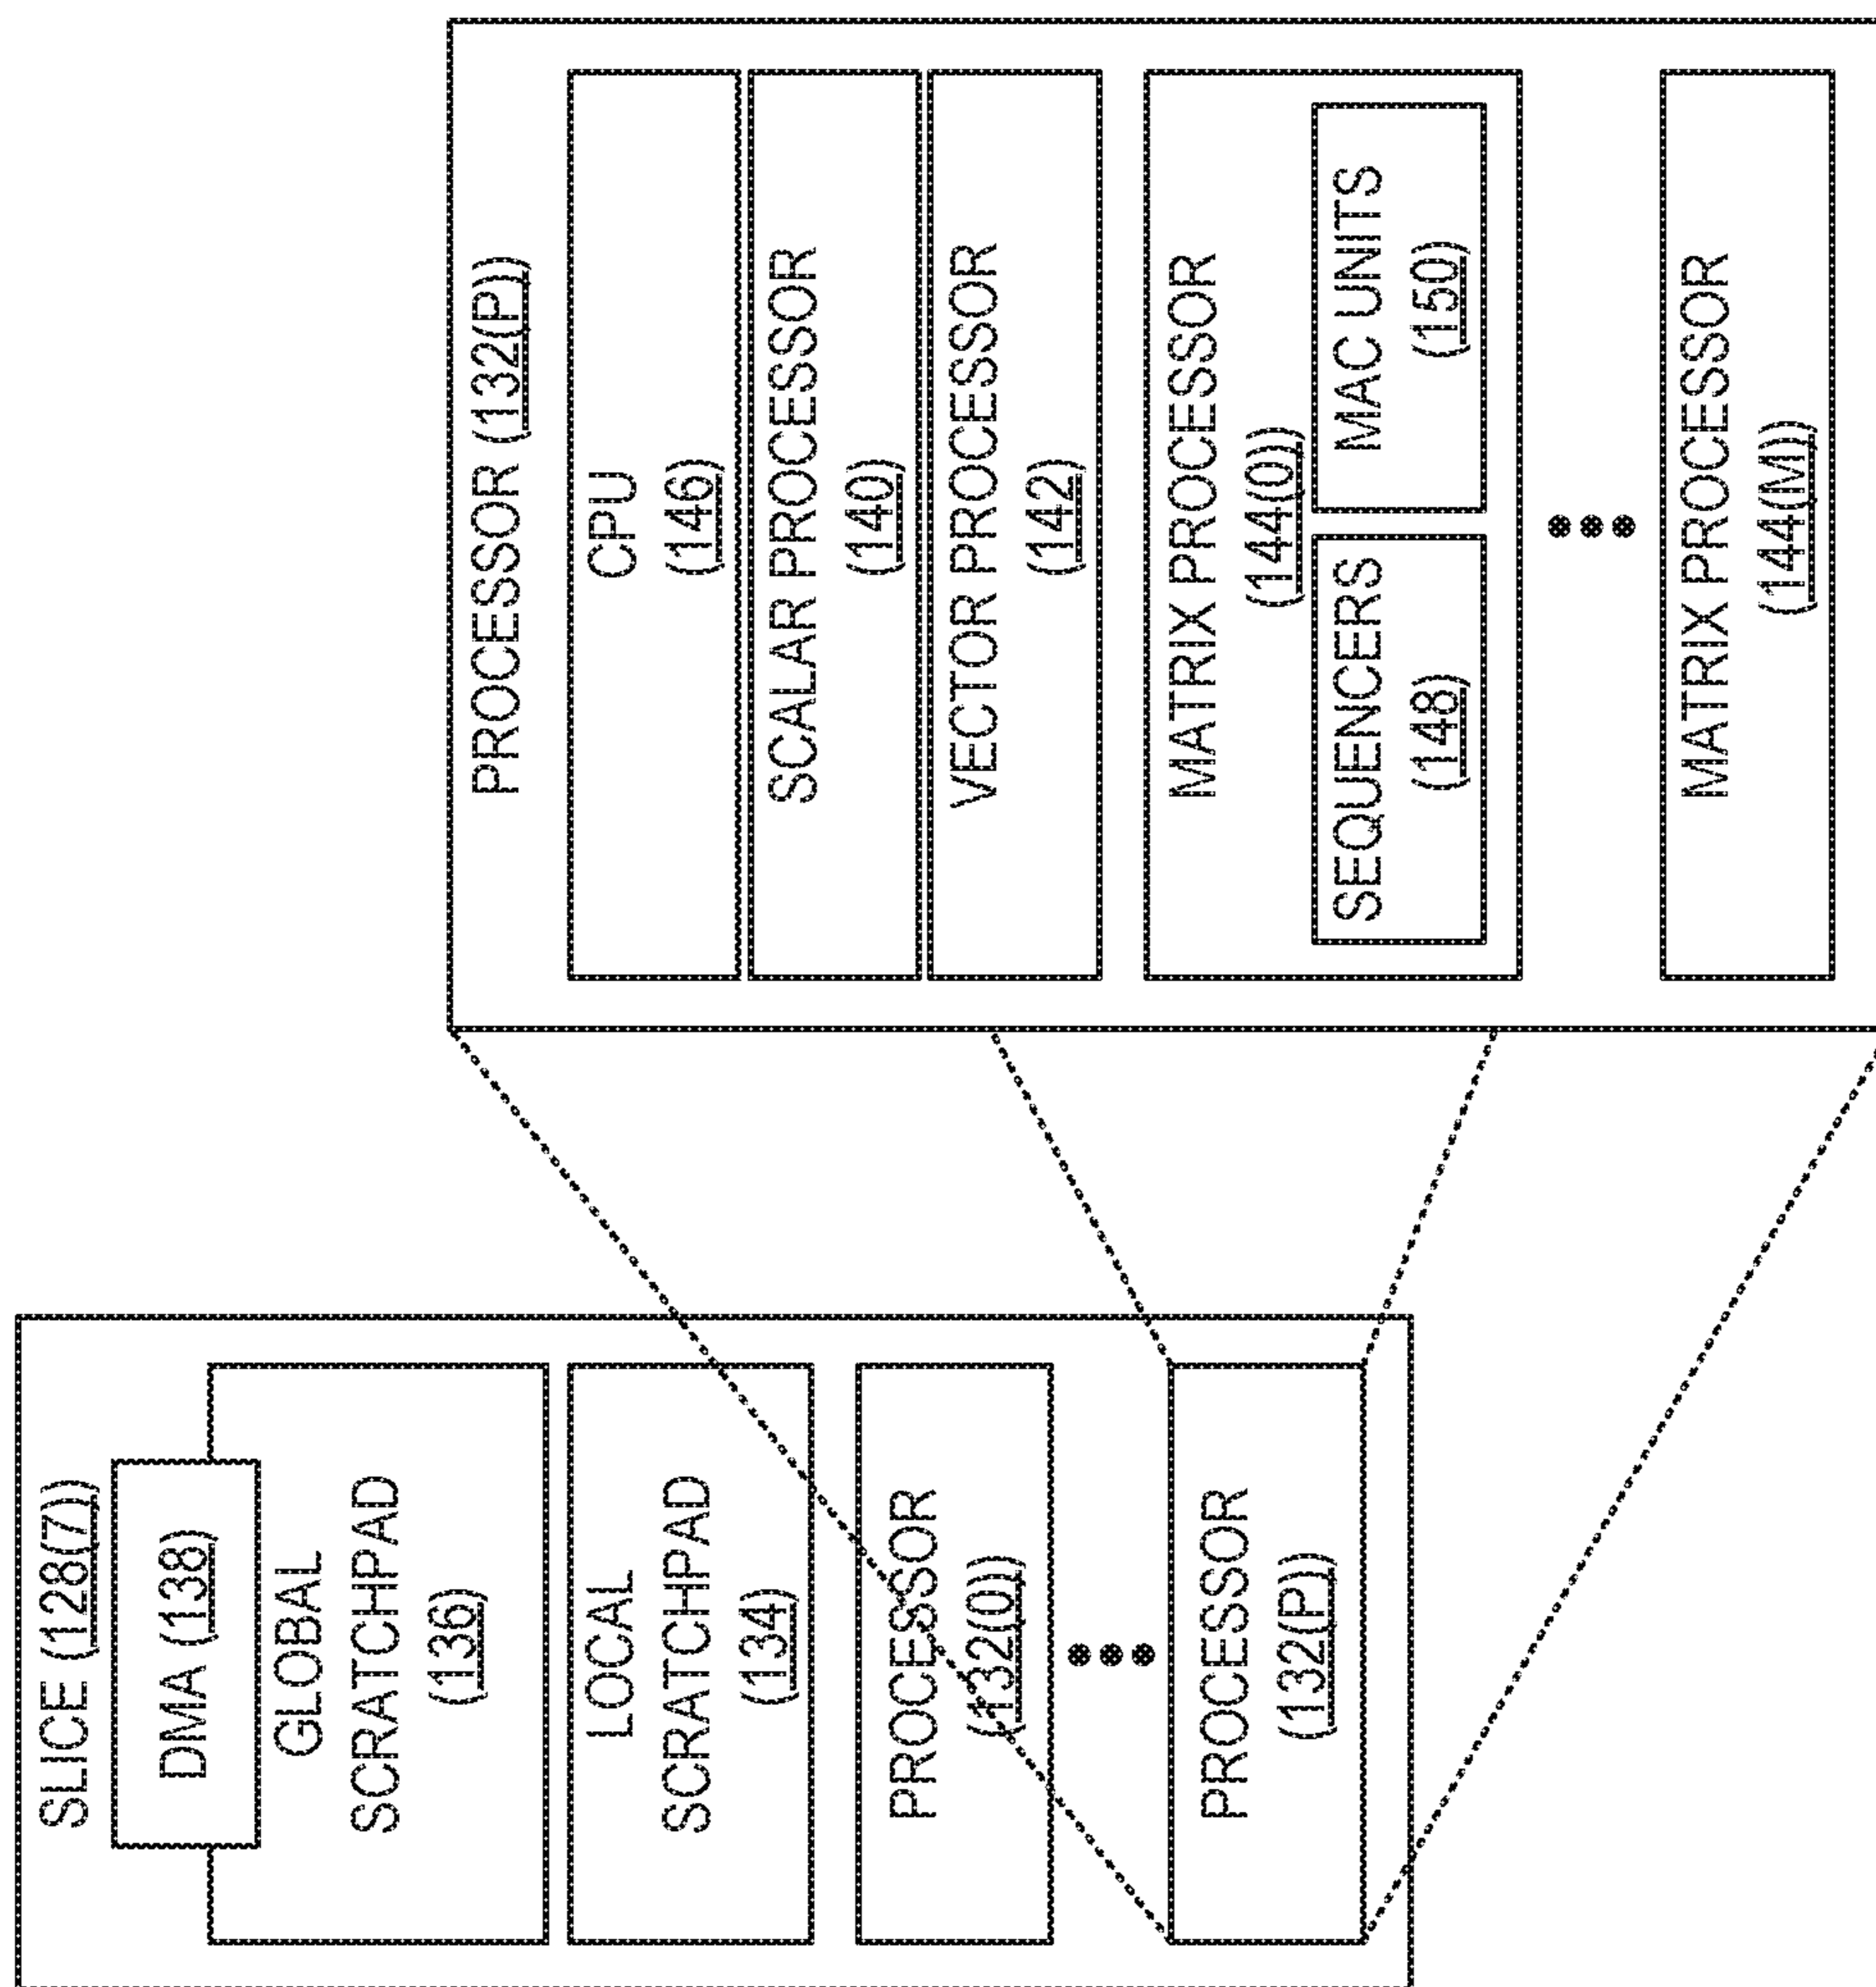 SLICE (128(7))
DMA (138)
GLOBAL
SCRATCHPAD
(136)
LOCAL
SCRATCHPAD
(134)
PROCESSOR
(132(0))
PROCESSOR
(132(P))
PROCESSOR (132(P))
CPU
(146)
SCALAR PROCESSOR
(140)
VECTOR PROCESSOR
(142)
MATRIX PROCESSOR
(144(0))
SEQUENCERS
(148)
MAC UNITS
(150)
MATRIX PROCESSOR
(144(M))